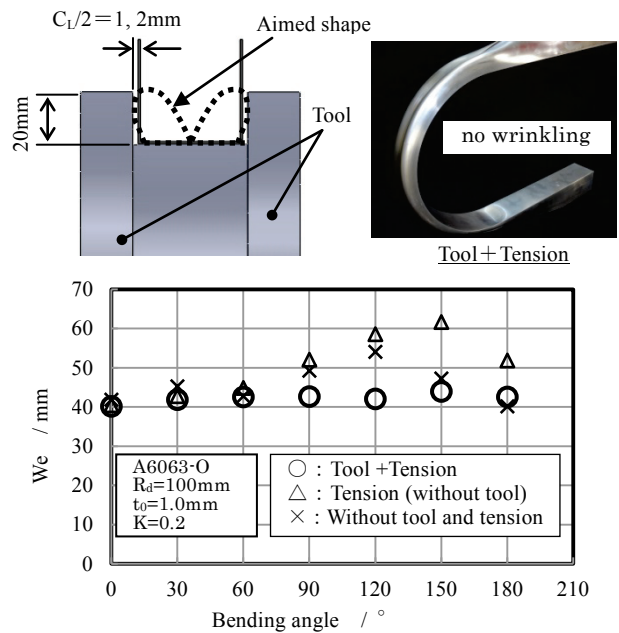 C_L/2＝1, 2mm
Aimed shape
20mm
Tool
no wrinkling
Tool＋Tension
70
60
50
40
30
20
10
0
We / mm
A6063-O
R_d=100mm
t_0=1.0mm
K=0.2
○ : Tool +Tension
△ : Tension (without tool)
× : Without tool and tension
0 30 60 90 120 150 180 210
Bending angle / °